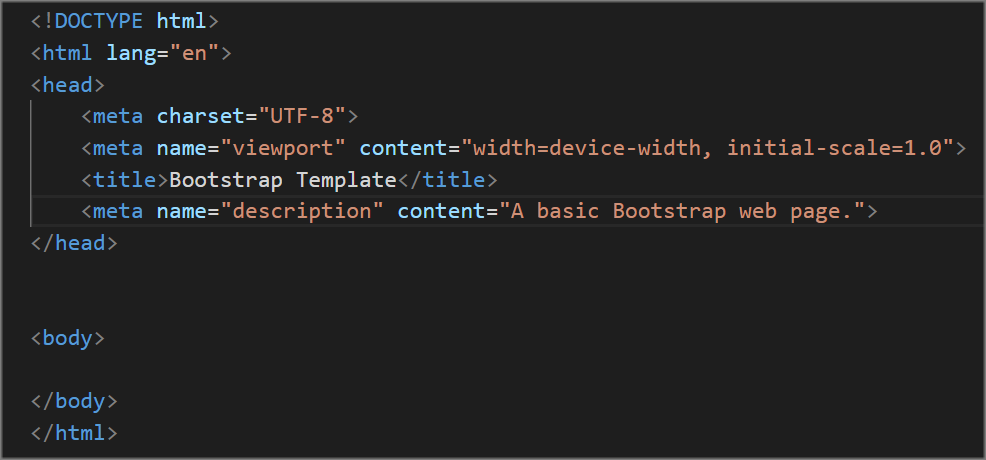 <!DOCTYPE html>
<html lang="en">
<head>
    <meta charset="UTF-8">
    <meta name="viewport" content="width=device-width, initial-scale=1.0">
    <title>Bootstrap Template</title>
    <meta name="description" content="A basic Bootstrap web page.">
</head>
<body>
</body>
</html>